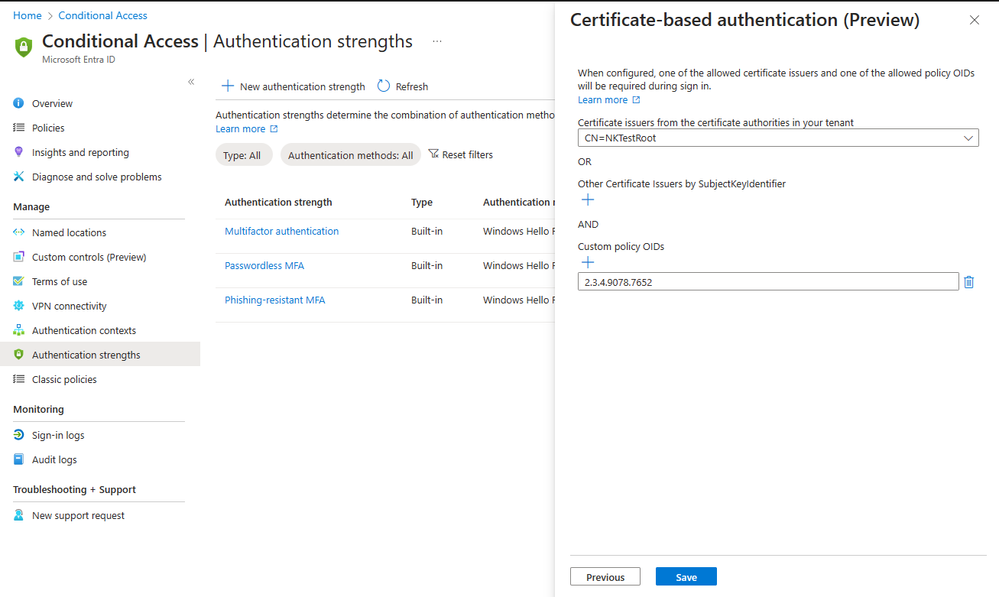 Home > Conditional Access
Conditional Access | Authentication strengths ...
Microsoft Entra ID
«
Overview
Policies
Insights and reporting
Diagnose and solve problems
Manage
Named locations
Custom controls (Preview)
Terms of use
VPN connectivity
Authentication contexts
Authentication strengths
Classic policies
Monitoring
Sign-in logs
Audit logs
Troubleshooting + Support
New support request
New authentication strength Refresh
Authentication strengths determine the combination of authentication metho
Learn more
Type: All Authentication methods: All Reset filters
Authentication strength Type Authentication
Multifactor authentication Built-in Windows Hello F
Passwordless MFA Built-in Windows Hello F
Phishing-resistant MFA Built-in Windows Hello F
Certificate-based authentication (Preview)
When configured, one of the allowed certificate issuers and one of the allowed policy OIDs
will be required during sign in.
Learn more
Certificate issuers from the certificate authorities in your tenant
CN=NKTestRoot
OR
Other Certificate Issuers by SubjectKeyIdentifier
AND
Custom policy OIDs
2.3.4.9078.7652
Previous Save